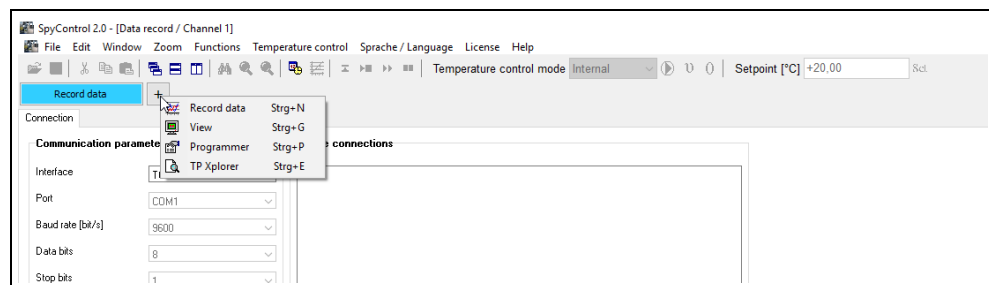 SpyControl 2.0 - [Data record / Channel 1]
File Edit Window Zoom Functions Temperature control Sprache / Language License Help
Temperature control mode Internal Setpoint [°C] +20,00 Set
Record data +
Record data Strg+N
View Strg+G
Programmer Strg+P
TP Xplorer Strg+E
Connection
Communication parame
connections
Interface
Port COM1
Baud rate [bit/s] 9600
Data bits 8
Stop bits 1